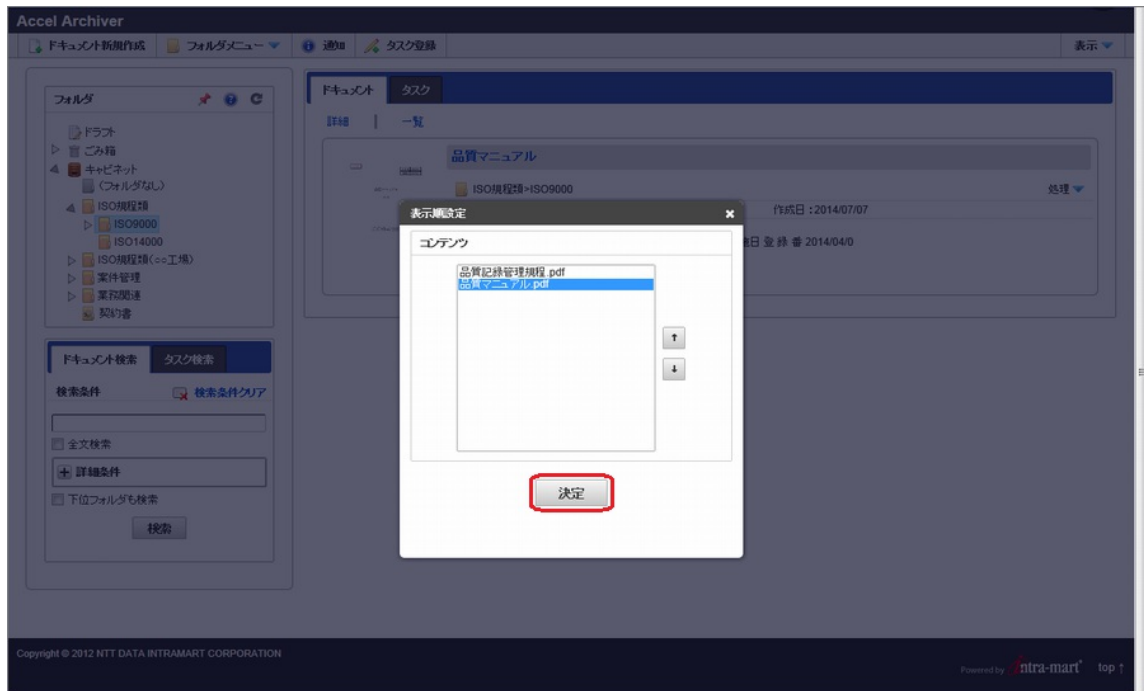 Accel Archiver
ドキュメント新規作成 フォルダメニュー 通知 タスク登録 表示
フォルダ
ドラフト
ごみ箱
キャビネット
(フォルダなし)
ISO規程類
ISO9000
ISO14000
ISO規程類(○○工場)
案件管理
業務関連
契約書
ドキュメント検索 タスク検索
検索条件 検索条件クリア
全文検索
詳細条件
下位フォルダも検索
検索
ドキュメント タスク
詳細 | 一覧
品質マニュアル
ISO規程類>ISO9000 処理
作成日:2014/07/07
日 登 録 番 2014/04/0
表示順設定
コンテンツ
品質記録管理規程.pdf
品質マニュアル.pdf
↑
↓
決定
Copyright © 2012 NTT DATA INTRAMART CORPORATION
Powered by intra-mart top ↑